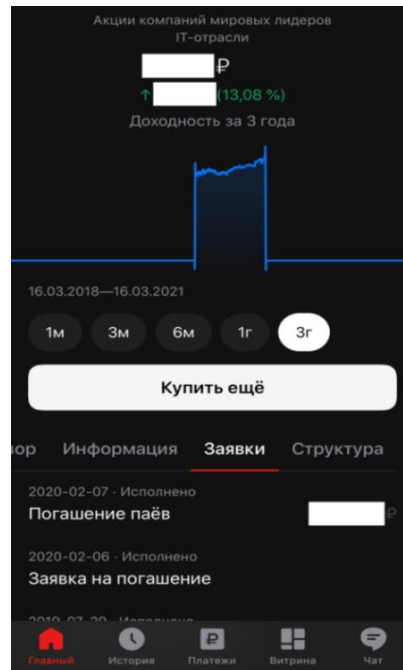 Акции компаний мировых лидеров
IT-отрасли
₽
↑ (13,08 %)
Доходность за 3 года
16.03.2018—16.03.2021
1м 3м 6м 1г 3г
Купить ещё
зор Информация Заявки Структура
2020-02-07 · Исполнено
Погашение паёв ₽
2020-02-06 · Исполнено
Заявка на погашение
Главный История Платежи Витрина Чат